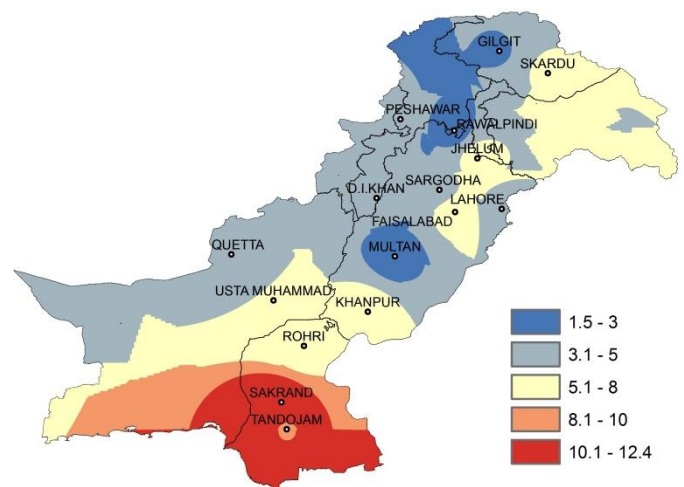 GILGIT
SKARDU
PESHAWAR
RAWALPINDI
JHELUM
SARGODHA
D.I.KHAN
LAHORE
FAISALABAD
MULTAN
QUETTA
USTA MUHAMMAD
KHANPUR
ROHRI
SAKRAND
TANDOJAM
1.5 - 3
3.1 - 5
5.1 - 8
8.1 - 10
10.1 - 12.4